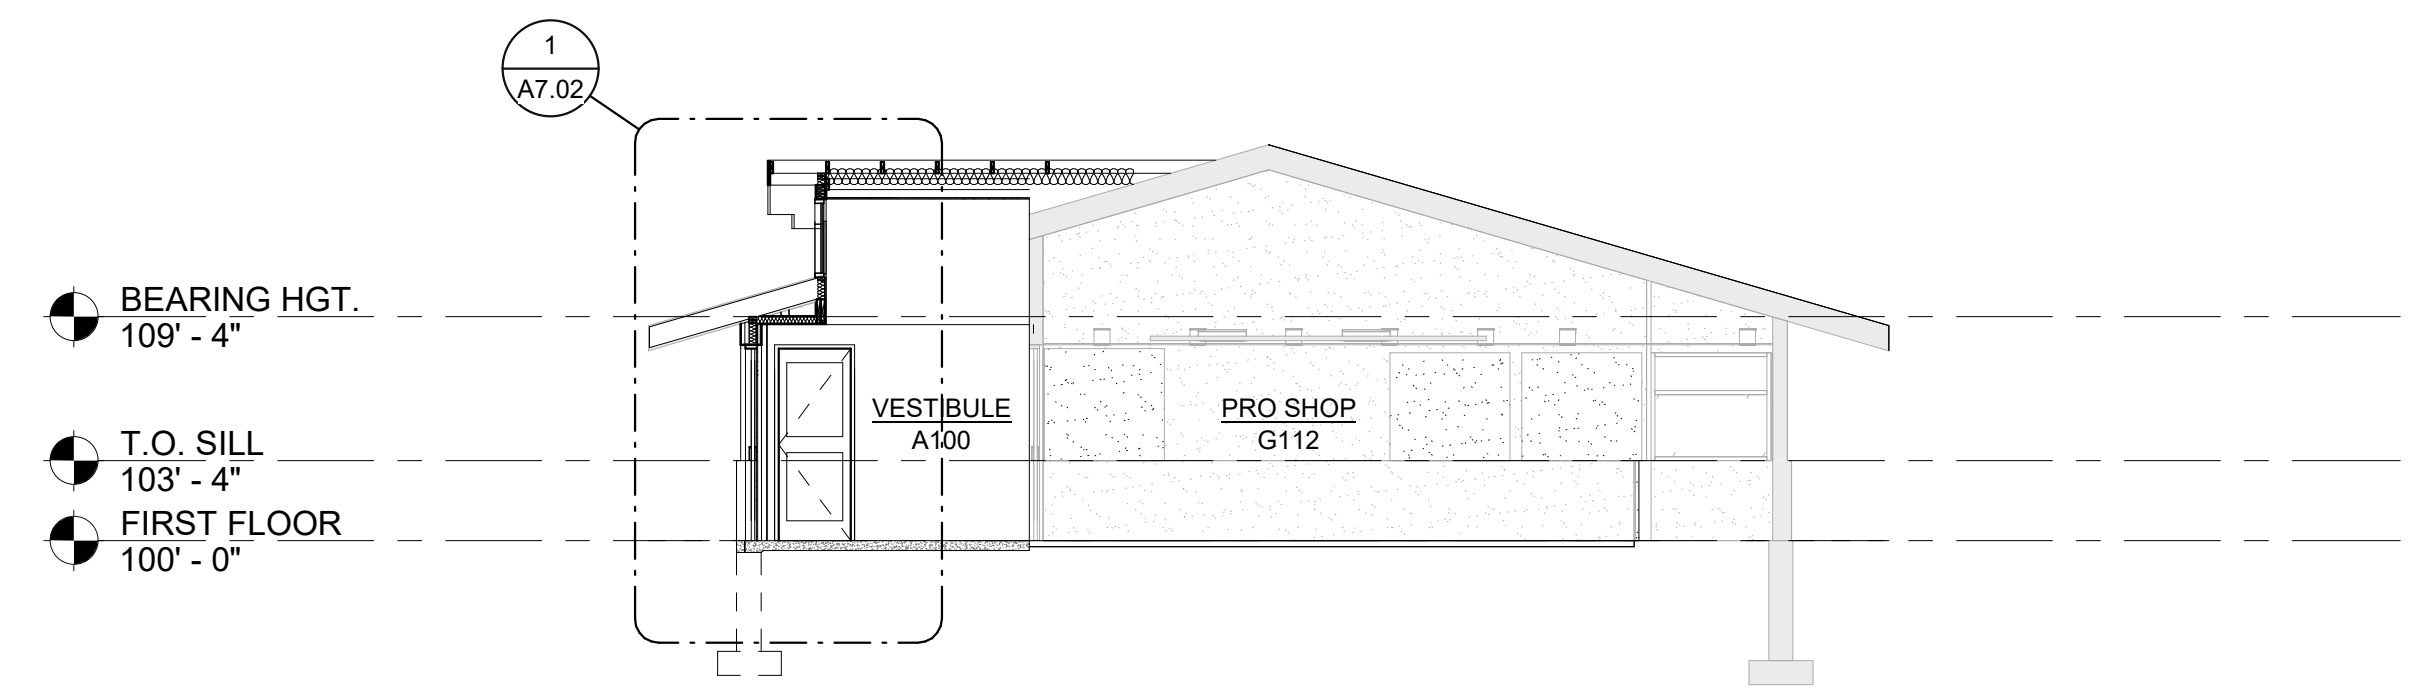 1
A7.02
BEARING HGT.
109' - 4"
T.O. SILL
103' - 4"
FIRST FLOOR
100' - 0"
VESTIBULE
A100
PRO SHOP
G112